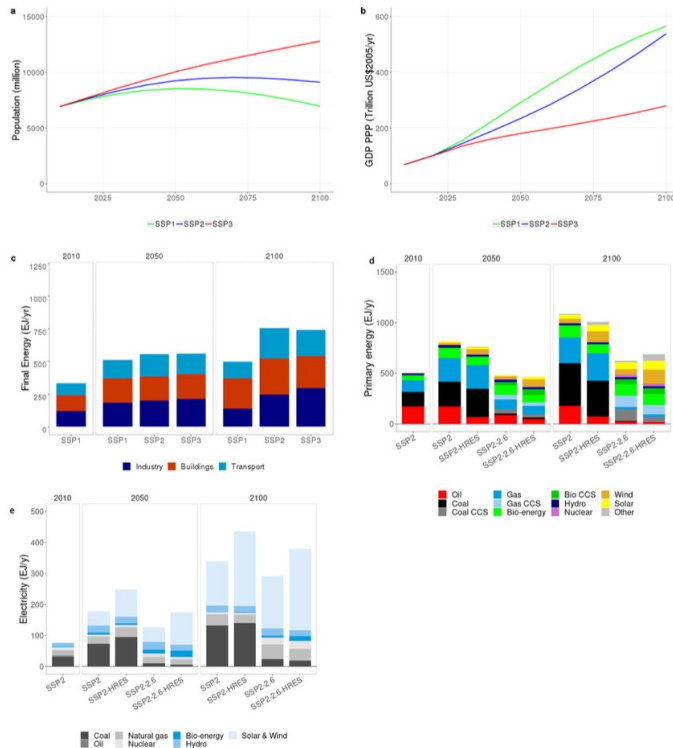 a
15000
10000
5000
0
Population (million)
2025 2050 2075 2100
SSP1 SSP2 SSP3
b
600
400
200
0
GDP PPP (Trillion US$2005/yr)
2025 2050 2075 2100
SSP1 SSP2 SSP3
c
2010 2050 2100
1250
1000
750
500
250
0
Final Energy (EJ/yr)
SSP1 SSP1 SSP2 SSP3 SSP1 SSP2 SSP3
Industry Buildings Transport
d
2010 2050 2100
1500
1000
500
0
Primary energy (EJ/yr)
SSP2 SSP2 SSP2-HRES SSP2-2.6 SSP2-2.6-HRES SSP2 SSP2-HRES SSP2-2.6 SSP2-2.6-HRES
Oil Gas Bio CCS Wind
Coal Gas CCS Hydro Solar
Coal CCS Bio-energy Nuclear Other
e
2010 2050 2100
500
400
300
200
100
0
Electricity (EJ/y)
SSP2 SSP2 SSP2-HRES SSP2-2.6 SSP2-2.6-HRES SSP2 SSP2-HRES SSP2-2.6 SSP2-2.6-HRES
Coal Natural gas Bio-energy Solar & Wind
Oil Nuclear Hydro